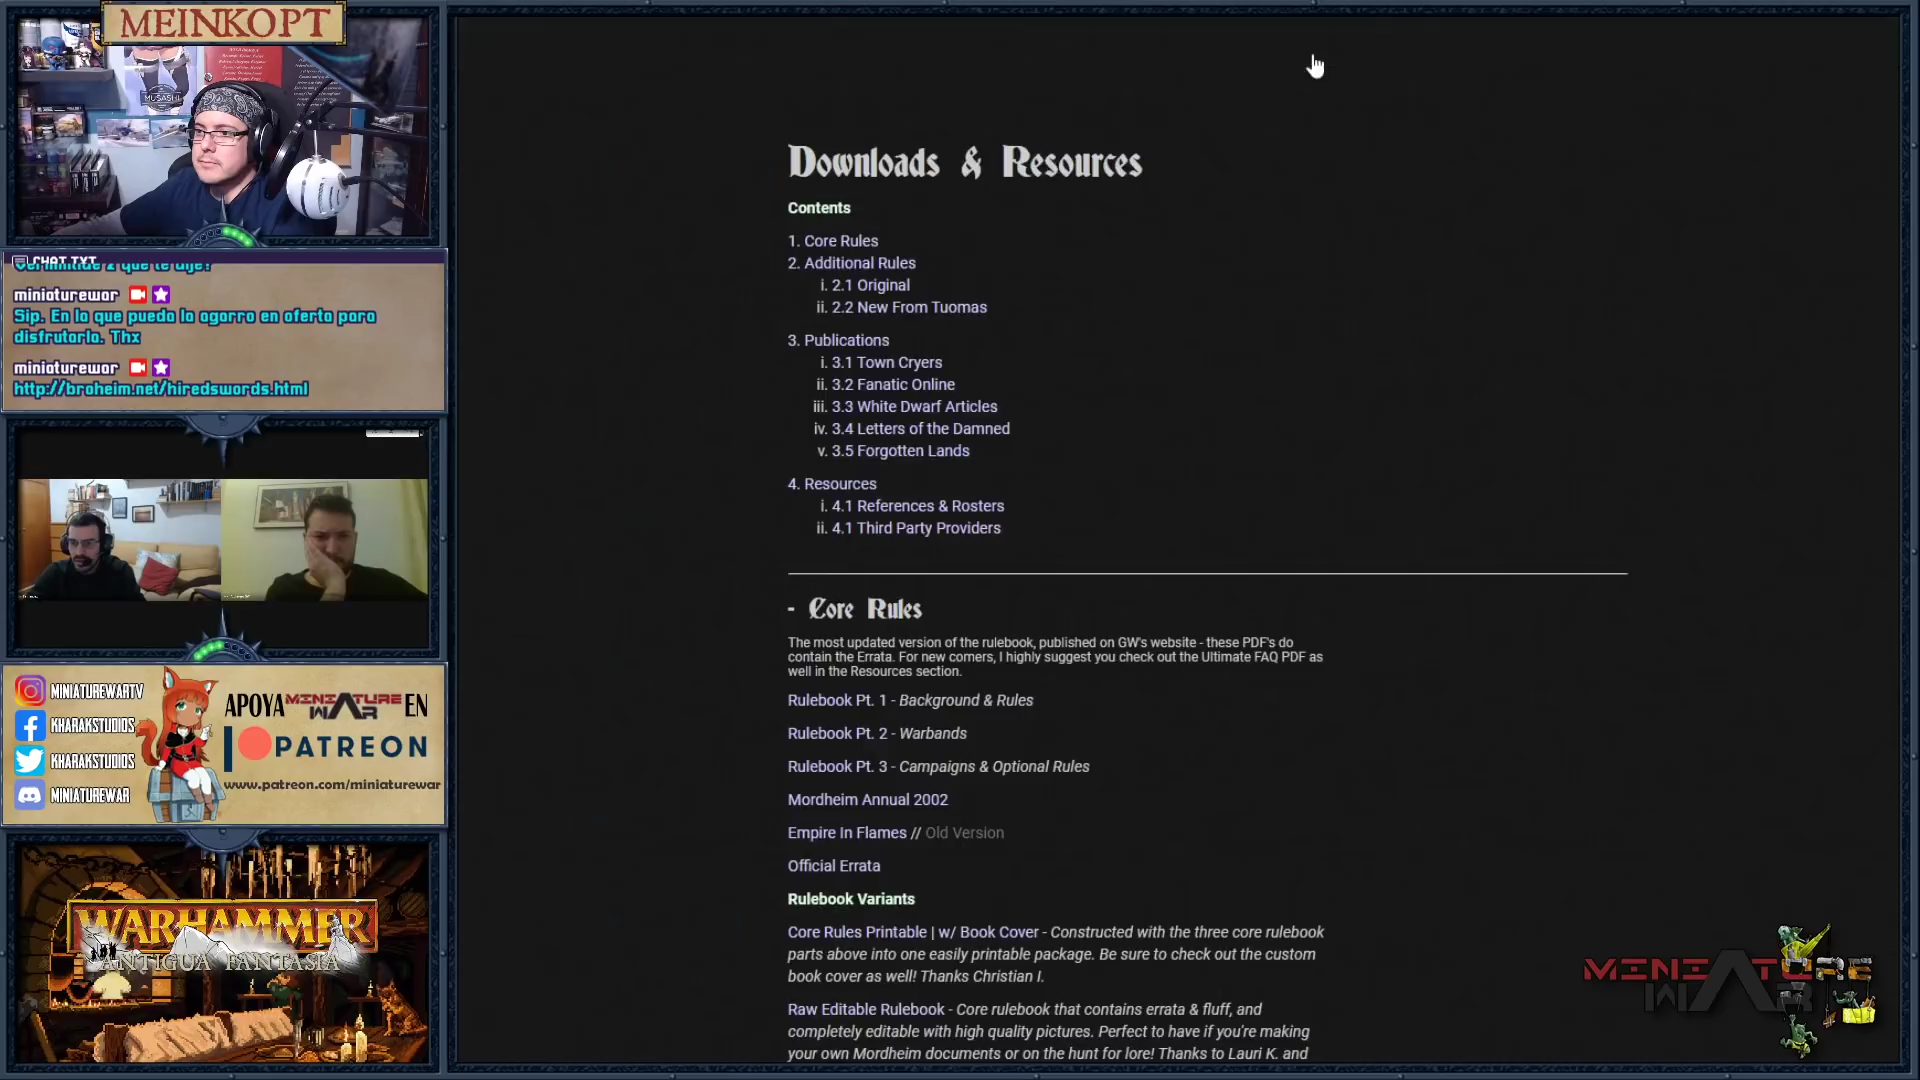 MEINKOPT
MUSASHI
CHAT.TXT
miniaturewar
Sip. En lo que pueda la agarro en oferta para
disfrutarla. Thx
miniaturewar
http://broheim.net/hiredswords.html
MINIATUREWARTV
KHARAKSTUDIOS
KHARAKSTUDIOS
MINIATUREWAR
APOYA MINIATURE WAR EN
PATREON
www.patreon.com/miniaturewar
WARHAMMER
ANTIGUA FANTASIA
Downloads & Resources
Contents
1. Core Rules
2. Additional Rules
i. 2.1 Original
ii. 2.2 New From Tuomas
3. Publications
i. 3.1 Town Cryers
ii. 3.2 Fanatic Online
iii. 3.3 White Dwarf Articles
iv. 3.4 Letters of the Damned
v. 3.5 Forgotten Lands
4. Resources
i. 4.1 References & Rosters
ii. 4.1 Third Party Providers
- Core Rules
The most updated version of the rulebook, published on GW's website - these PDF's do
contain the Errata. For new comers, I highly suggest you check out the Ultimate FAQ PDF as
well in the Resources section.
Rulebook Pt. 1 - Background & Rules
Rulebook Pt. 2 - Warbands
Rulebook Pt. 3 - Campaigns & Optional Rules
Mordheim Annual 2002
Empire In Flames // Old Version
Official Errata
Rulebook Variants
Core Rules Printable | w/ Book Cover - Constructed with the three core rulebook
parts above into one easily printable package. Be sure to check out the custom
book cover as well! Thanks Christian I.
Raw Editable Rulebook - Core rulebook that contains errata & fluff, and
completely editable with high quality pictures. Perfect to have if you're making
your own Mordheim documents or on the hunt for lore! Thanks to Lauri K. and
MINIATURE
WAR